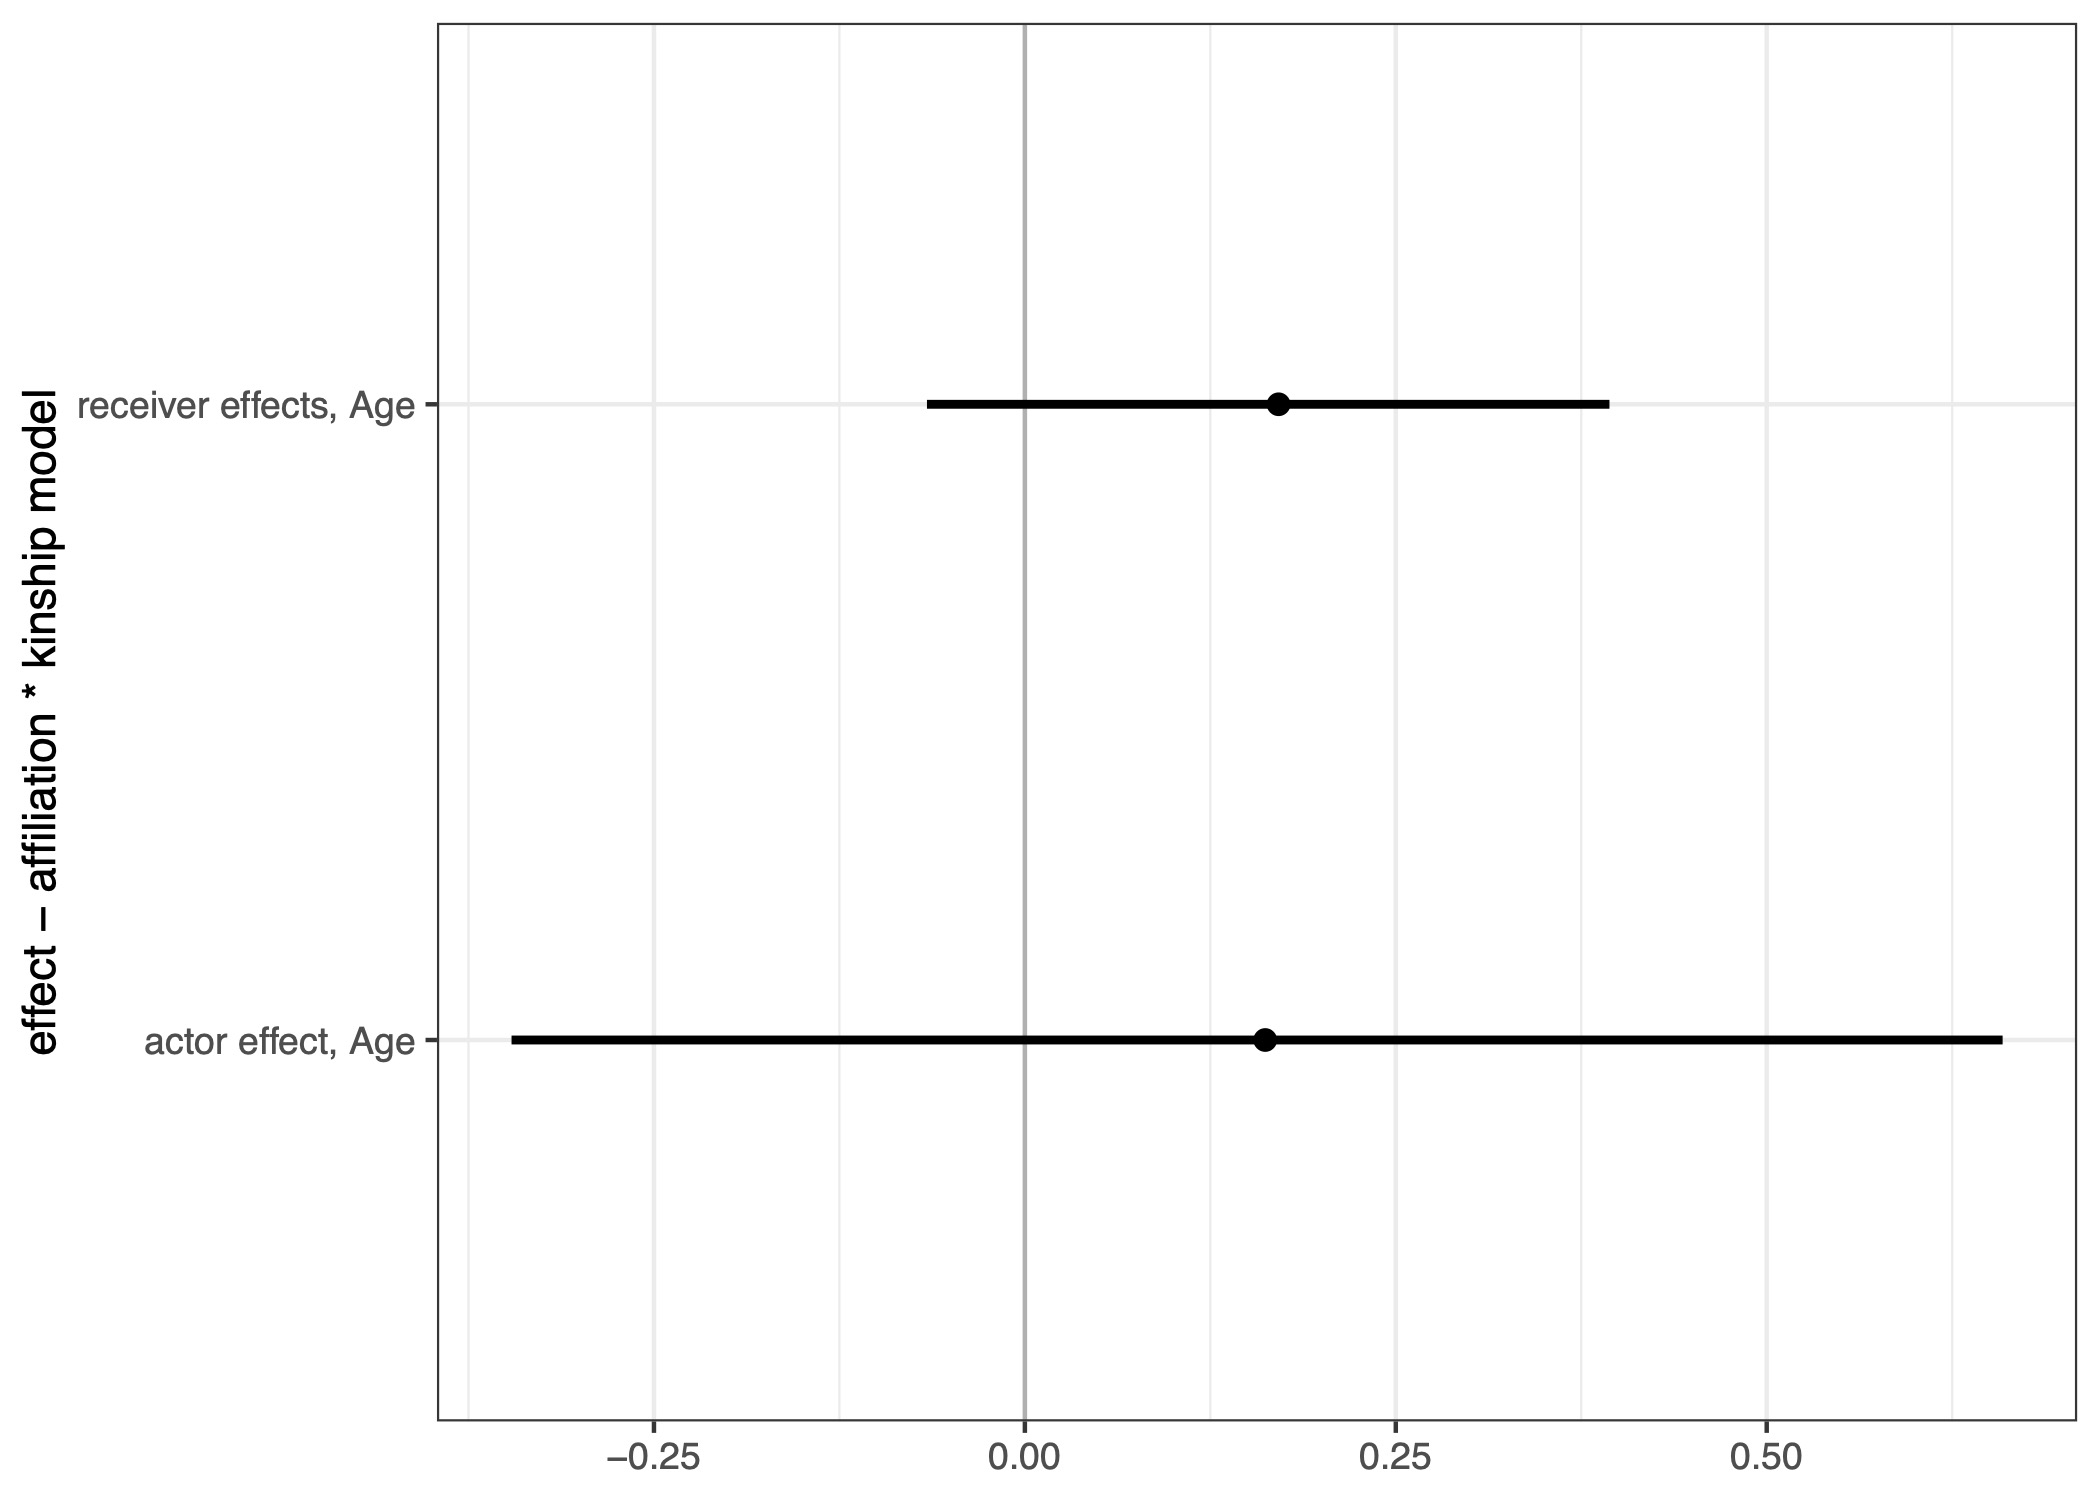 effect – affiliation * kinship model
receiver effects, Age
actor effect, Age
−0.25
0.00
0.25
0.50